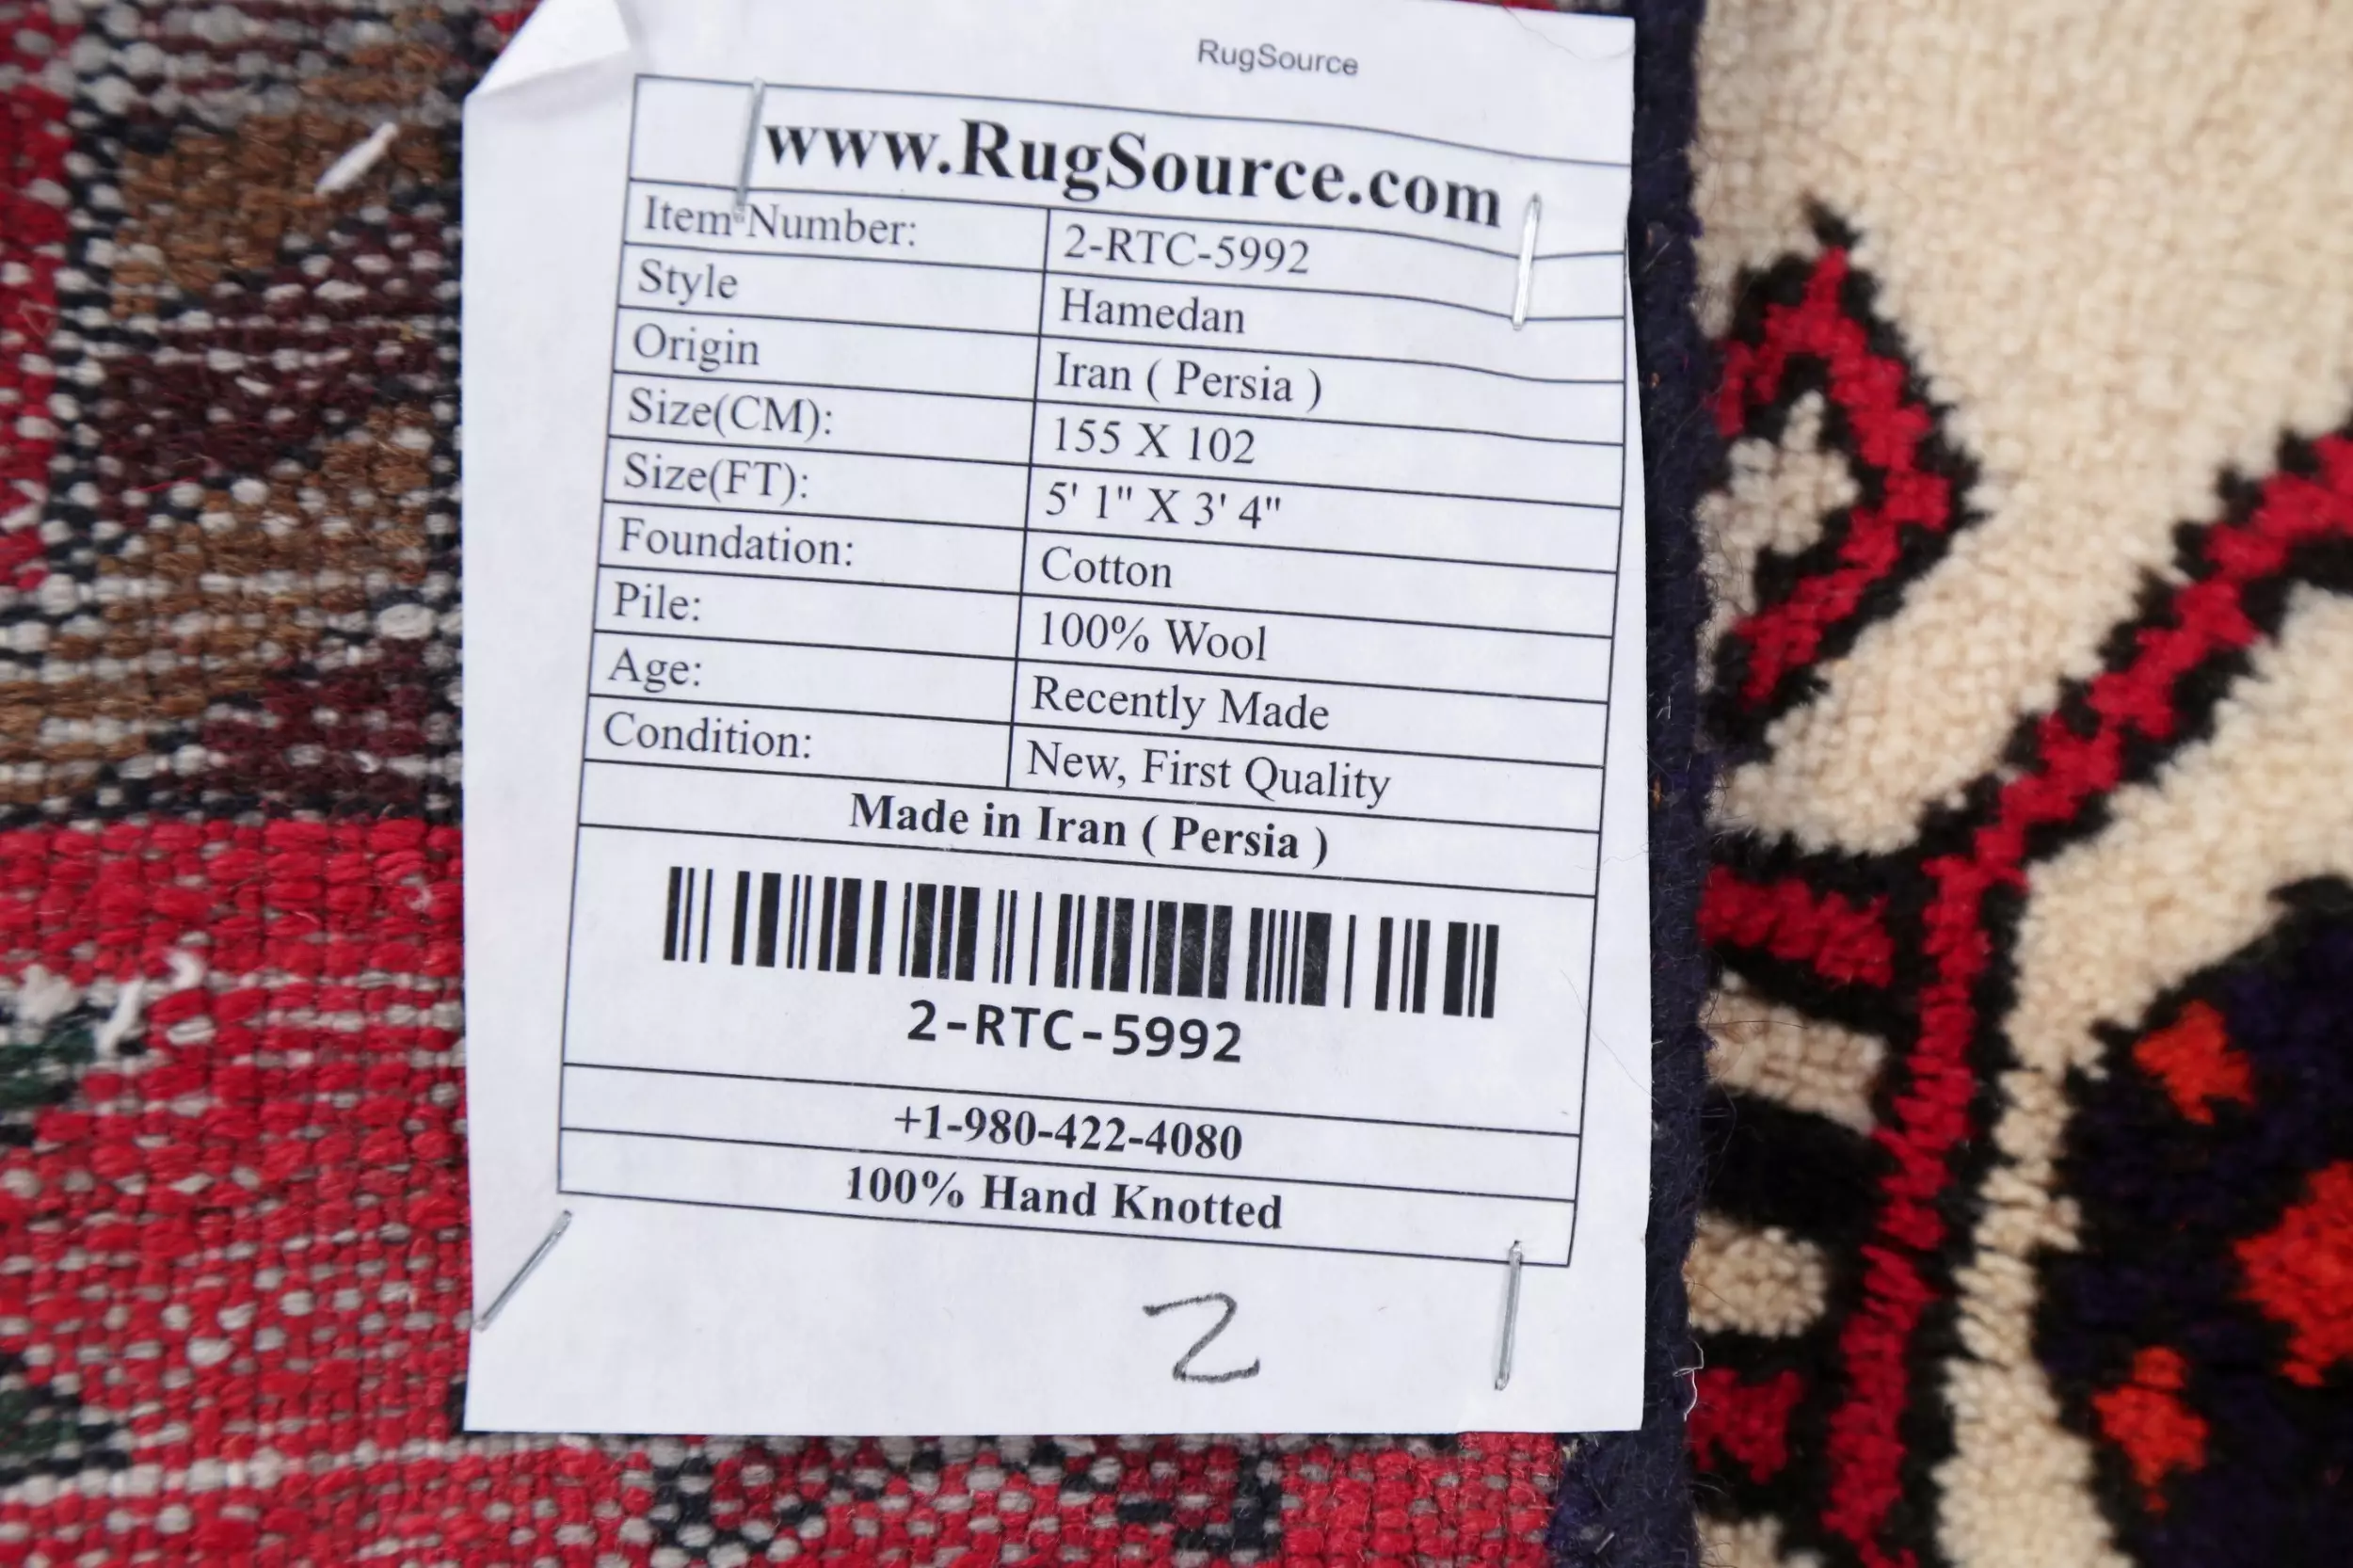 RugSource
www.RugSource.com
Item Number: 2-RTC-5992
Style Hamedan
Origin Iran ( Persia )
Size(CM): 155 X 102
Size(FT): 5' 1" X 3' 4"
Foundation: Cotton
Pile: 100% Wool
Age: Recently Made
Condition: New, First Quality
Made in Iran ( Persia )
2-RTC-5992
+1-980-422-4080
100% Hand Knotted
2